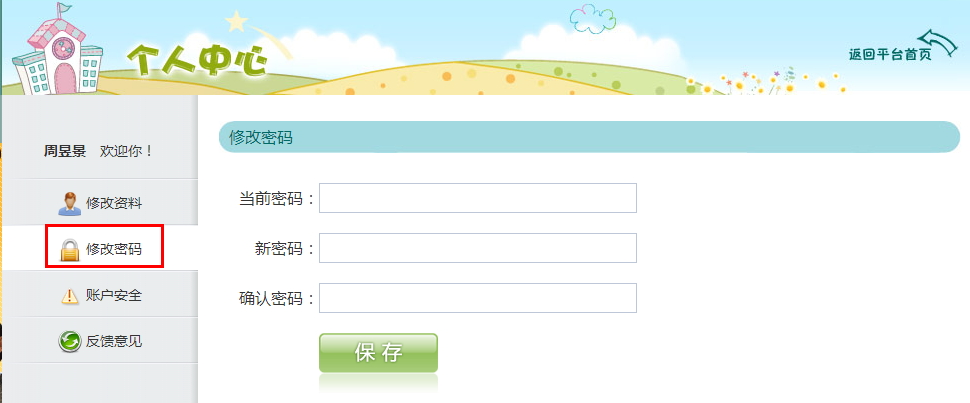 个人中心
返回平台首页
周昱景 欢迎你！
修改资料
修改密码
账户安全
反馈意见
修改密码
当前密码：
新密码：
确认密码：
保 存